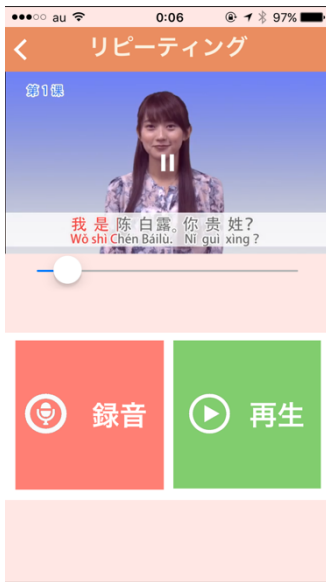 au 0:06 97%
リピーティング
第1课
我是陈白露。你贵姓？
Wǒ shì Chén Báilù. Nǐ guì xìng ?
録音
再生